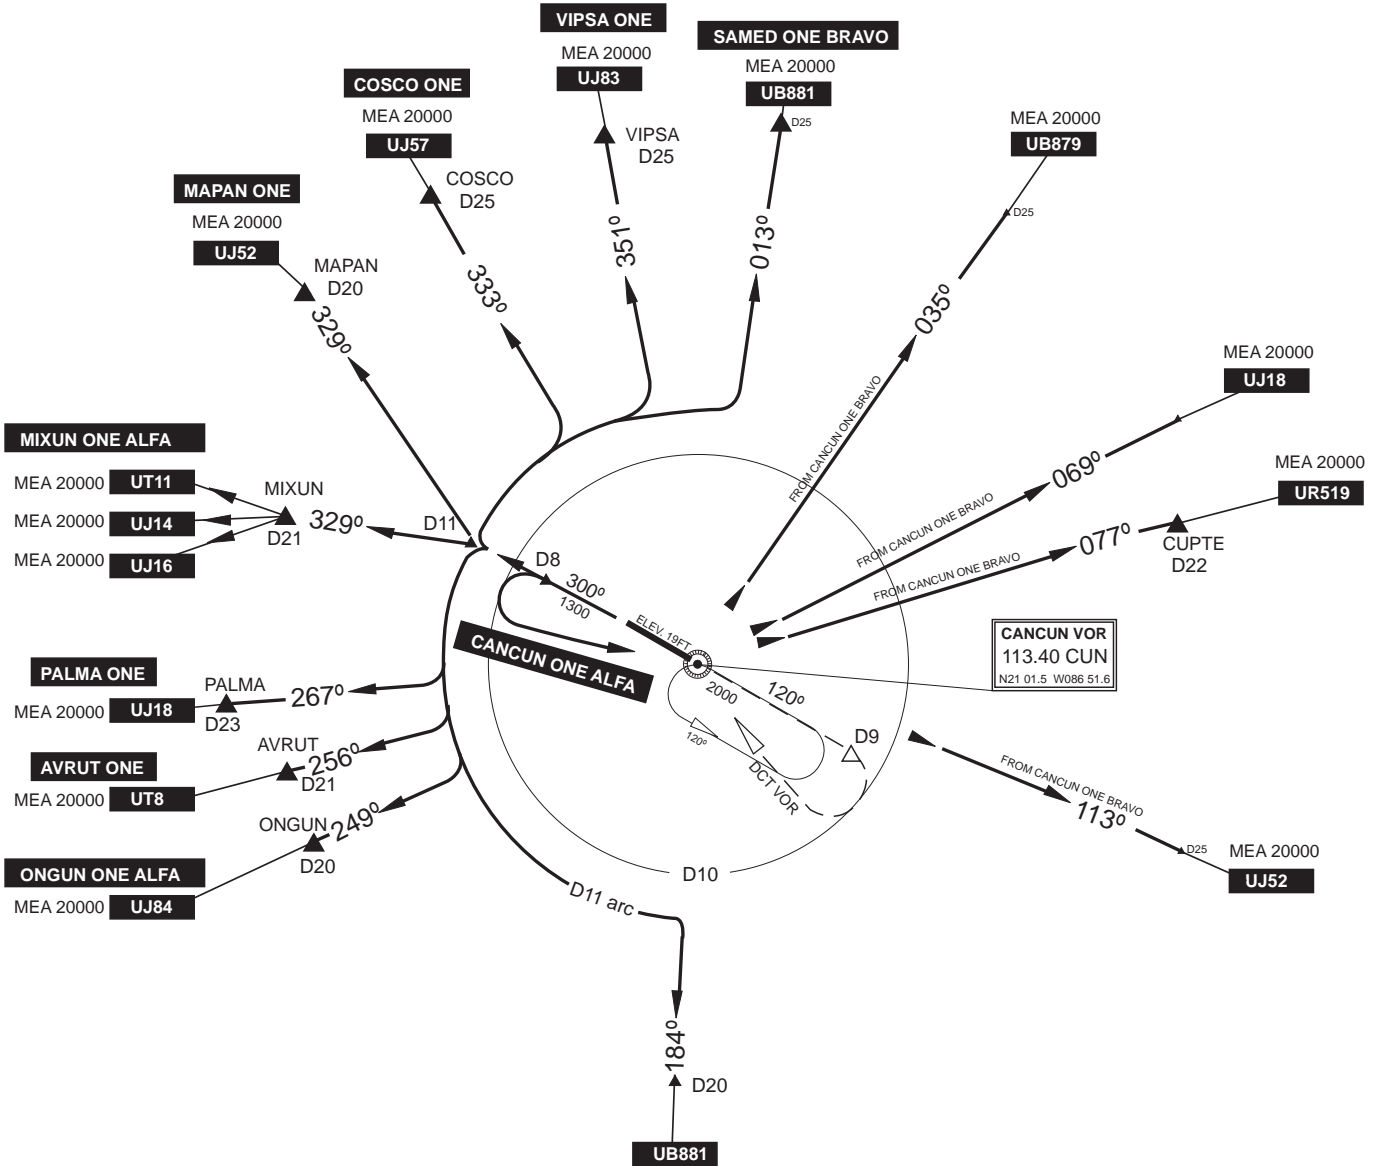 VIPSA ONE
MEA 20000
UJ83
VIPSA
D25
351º
SAMED ONE BRAVO
MEA 20000
UB881
D25
013º
COSCO ONE
MEA 20000
UJ57
COSCO
D25
333º
MEA 20000
UB879
D25
035º
FROM CANCUN ONE BRAVO
MAPAN ONE
MEA 20000
UJ52
MAPAN
D20
329º
MEA 20000
UJ18
069º
FROM CANCUN ONE BRAVO
MIXUN ONE ALFA
MEA 20000 UT11
MEA 20000 UJ14
MEA 20000 UJ16
MIXUN
D21
329º
D11
MEA 20000
UR519
077º
CUPTE
D22
FROM CANCUN ONE BRAVO
D8
300º
1300
ELEV. 19FT
CANCUN ONE ALFA
CANCUN VOR
113.40 CUN
N21 01.5 W086 51.6
2000
120º
120º
D9
DCT VOR
PALMA ONE
MEA 20000 UJ18
PALMA
D23
267º
AVRUT ONE
MEA 20000 UT8
AVRUT
D21
256º
ONGUN ONE ALFA
MEA 20000 UJ84
ONGUN
D20
249º
FROM CANCUN ONE BRAVO
113º
D25
MEA 20000
UJ52
D10
D11 arc
184º
D20
UB881